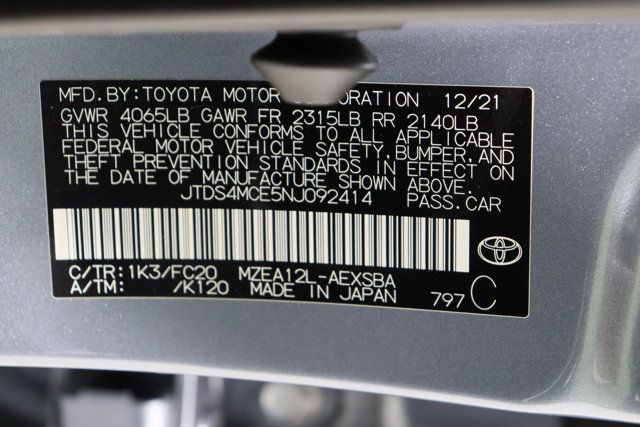 MFD. BY: TOYOTA MOTOR 12/21
GVWR 4065LB GAWR FR 2315LB RR 2140LB
THIS VEHICLE CONFORMS TO ALL APPLICABLE
FEDERAL MOTOR VEHICLE SAFETY, BUMPER, AND
THEFT PREVENTION STANDARDS IN EFFECT
ON THE DATE OF MANUFACTURE SHOWN ABOVE.
JTDS4MCE5NJ092414 PASS. CAR
C/TR: 1K3/FC20 MZEA12L-AEXSBA
A/TM: /K120 MADE IN JAPAN 797 C